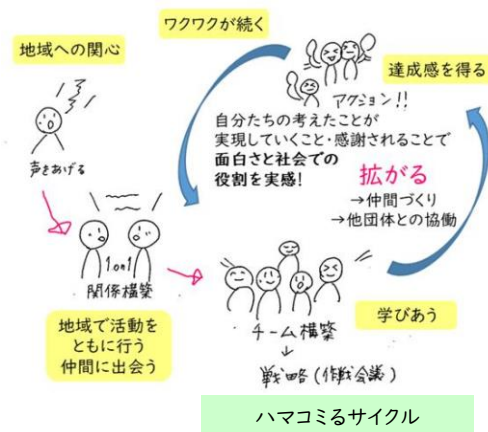 ワクワクが続く
地域への関心
達成感を得る
アクション!!
自分たちの考えたことが
実現していくこと・感謝されることで
面白さと社会での
役割を実感!
声をあげる
拡がる
→仲間づくり
→他団体との協働
1on1
関係構築
地域で活動を
ともに行う
仲間に出会う
学びあう
チーム構築
↓
戦略(作戦会議)
ハマコミるサイクル